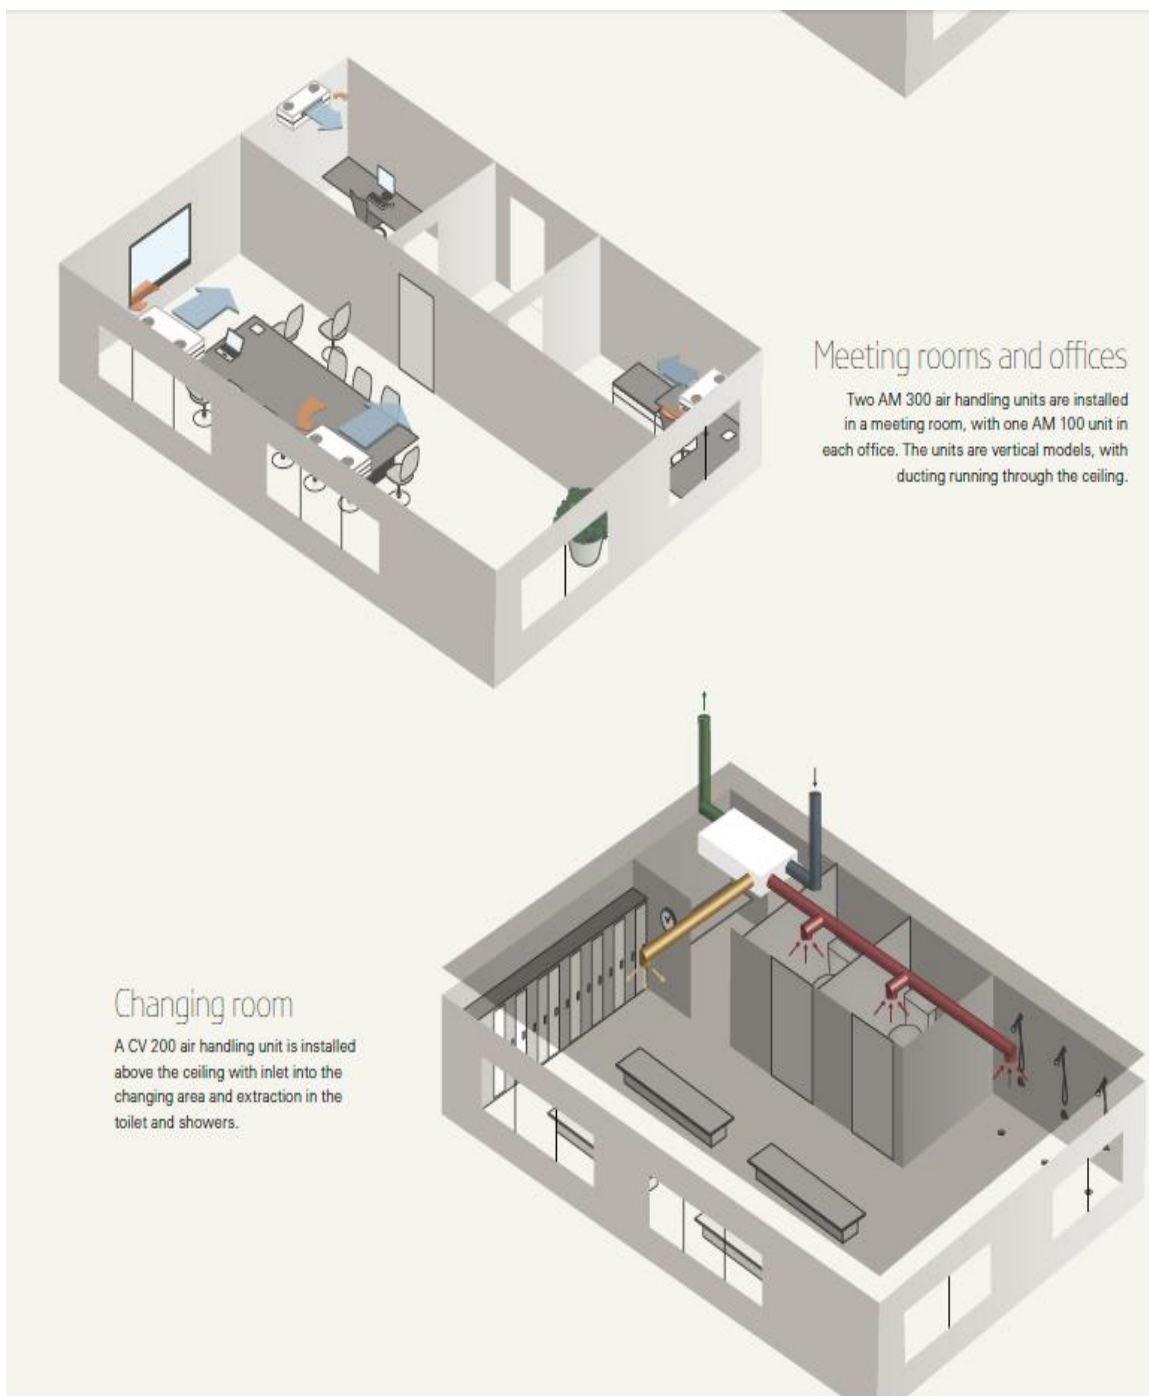 Meeting rooms and offices
Two AM 300 air handling units are installed
in a meeting room, with one AM 100 unit in
each office. The units are vertical models, with
ducting running through the ceiling.
Changing room
A CV 200 air handling unit is installed
above the ceiling with inlet into the
changing area and extraction in the
toilet and showers.